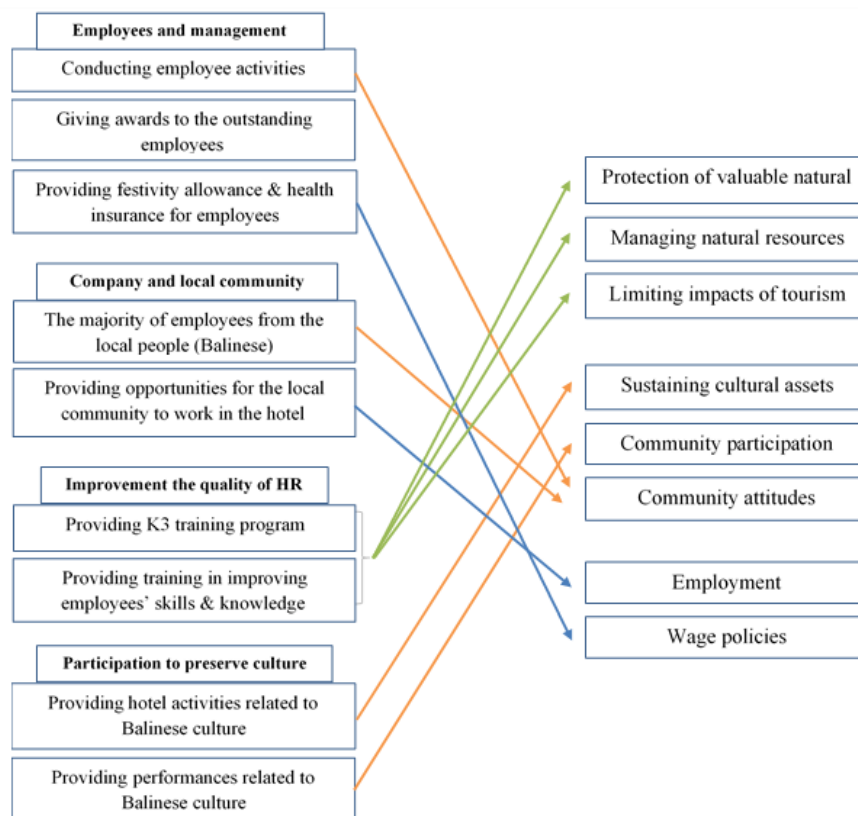 Employees and management
Conducting employee activities
Giving awards to the outstanding
employees
Providing festivity allowance & health
insurance for employees
Company and local community
The majority of employees from the
local people (Balinese)
Providing opportunities for the local
community to work in the hotel
Improvement the quality of HR
Providing K3 training program
Providing training in improving
employees' skills & knowledge
Participation to preserve culture
Providing hotel activities related to
Balinese culture
Providing performances related to
Balinese culture
Protection of valuable natural
Managing natural resources
Limiting impacts of tourism
Sustaining cultural assets
Community participation
Community attitudes
Employment
Wage policies